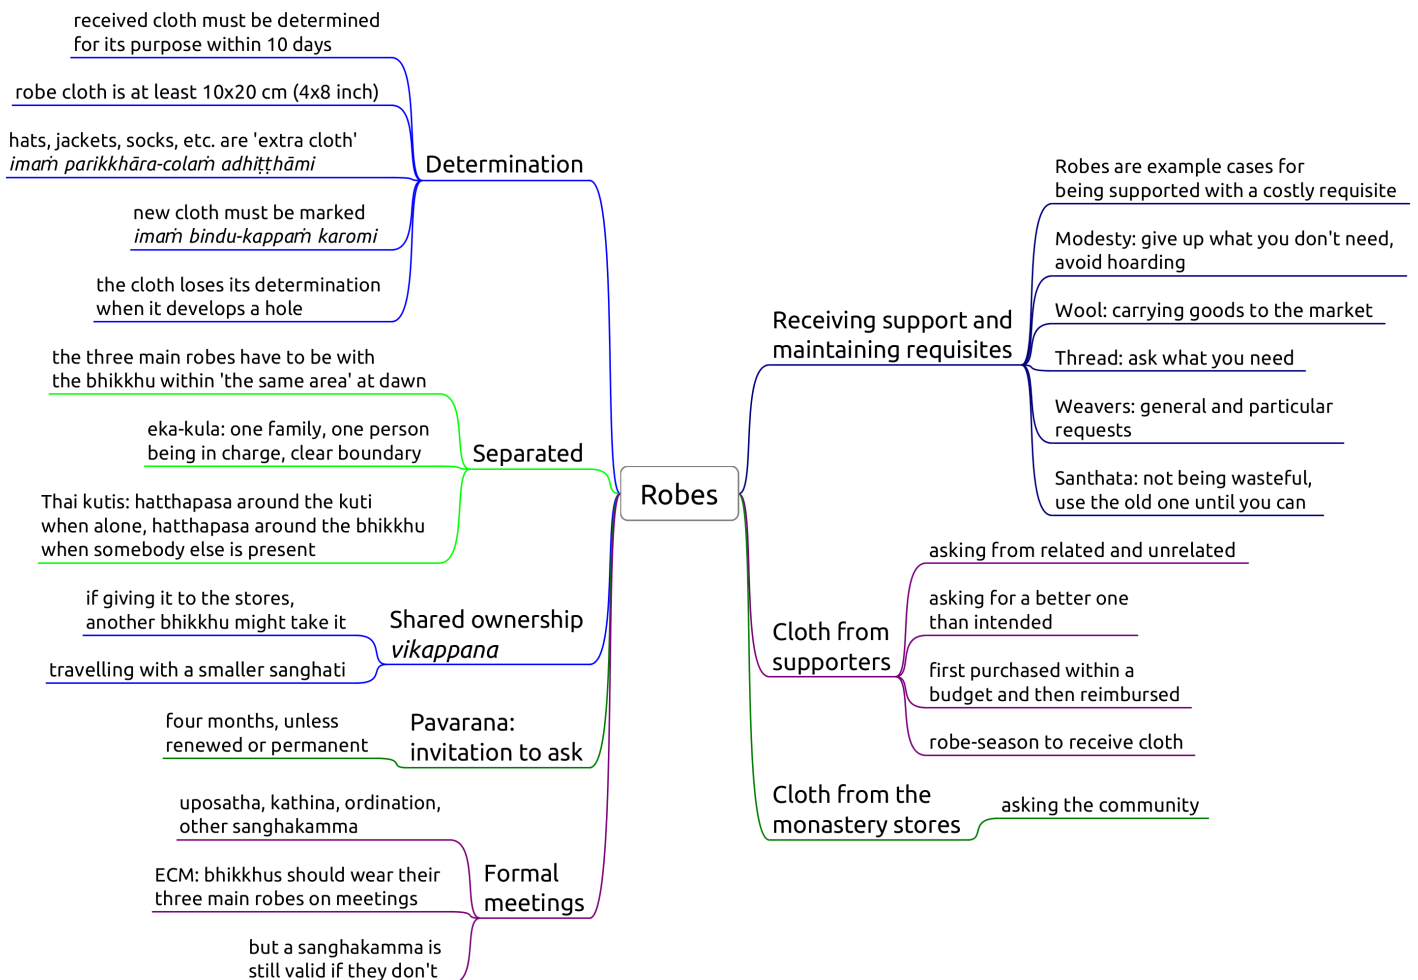 received cloth must be determined
for its purpose within 10 days
robe cloth is at least 10x20 cm (4x8 inch)
hats, jackets, socks, etc. are 'extra cloth'
imaṁ parikkhāra-colaṁ adhiṭṭhāmi
Determination
new cloth must be marked
imaṁ bindu-kappaṁ karomi
the cloth loses its determination
when it develops a hole
the three main robes have to be with
the bhikkhu within 'the same area' at dawn
eka-kula: one family, one person
being in charge, clear boundary
Separated
Thai kutis: hatthapasa around the kuti
when alone, hatthapasa around the bhikkhu
when somebody else is present
if giving it to the stores,
another bhikkhu might take it
Shared ownership
vikappana
travelling with a smaller sanghati
four months, unless
renewed or permanent
Pavarana:
invitation to ask
uposatha, kathina, ordination,
other sanghakamma
ECM: bhikkhus should wear their
three main robes on meetings
Formal
meetings
but a sanghakamma is
still valid if they don't
Robes
Robes are example cases for
being supported with a costly requisite
Modesty: give up what you don't need,
avoid hoarding
Wool: carrying goods to the market
Receiving support and
maintaining requisites
Thread: ask what you need
Weavers: general and particular
requests
Santhata: not being wasteful,
use the old one until you can
asking from related and unrelated
asking for a better one
than intended
Cloth from
supporters
first purchased within a
budget and then reimbursed
robe-season to receive cloth
Cloth from the
monastery stores
asking the community